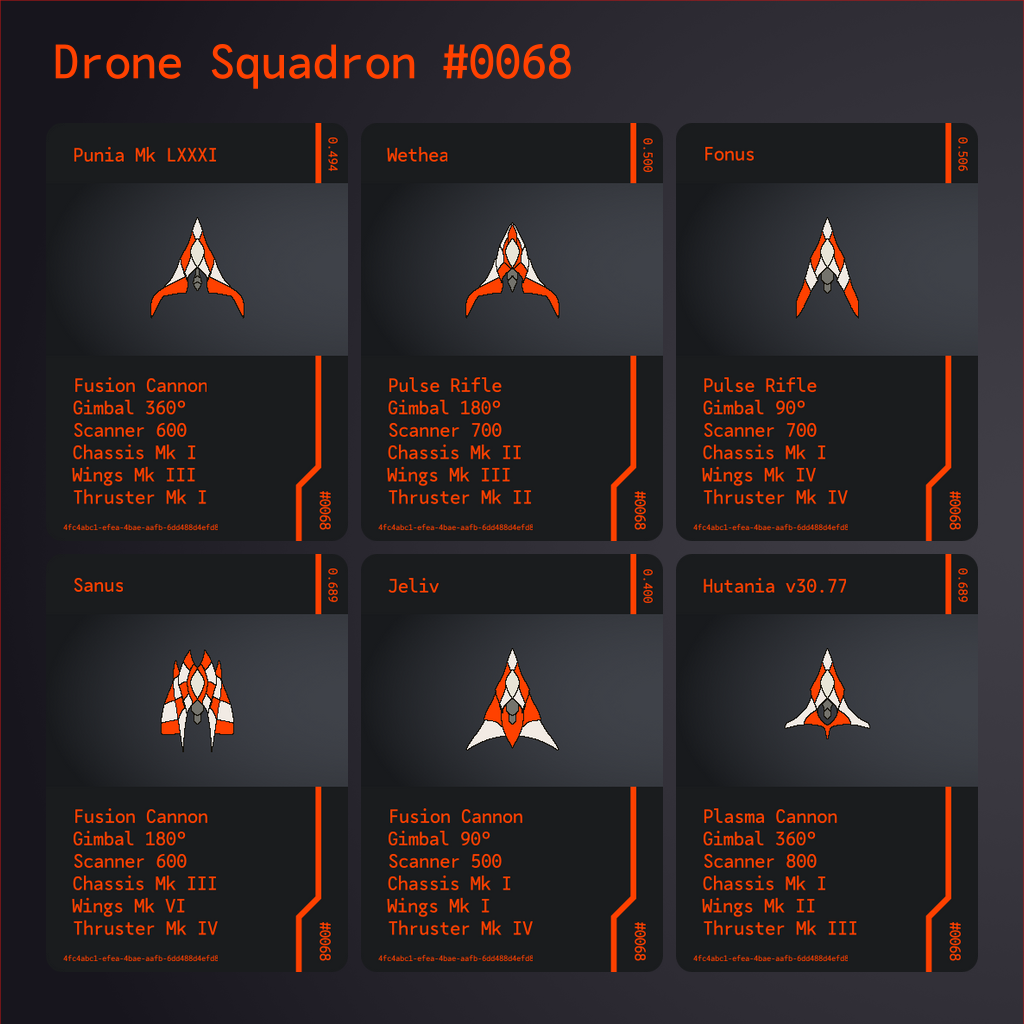 Drone Squadron #0068
Punia Mk LXXXI
0.494
Fusion Cannon
Gimbal 360º
Scanner 600
Chassis Mk I
Wings Mk III
Thruster Mk I
#0068
4fc4abc1-efea-4bae-aafb-6dd488d4efd8
Wethea
0.500
Pulse Rifle
Gimbal 180º
Scanner 700
Chassis Mk II
Wings Mk III
Thruster Mk II
#0068
4fc4abc1-efea-4bae-aafb-6dd488d4efd8
Fonus
0.506
Pulse Rifle
Gimbal 90º
Scanner 700
Chassis Mk I
Wings Mk IV
Thruster Mk IV
#0068
4fc4abc1-efea-4bae-aafb-6dd488d4efd8
Sanus
0.689
Fusion Cannon
Gimbal 180º
Scanner 600
Chassis Mk III
Wings Mk VI
Thruster Mk IV
#0068
4fc4abc1-efea-4bae-aafb-6dd488d4efd8
Jeliv
0.400
Fusion Cannon
Gimbal 90º
Scanner 500
Chassis Mk I
Wings Mk I
Thruster Mk IV
#0068
4fc4abc1-efea-4bae-aafb-6dd488d4efd8
Hutania v30.77
0.689
Plasma Cannon
Gimbal 360º
Scanner 800
Chassis Mk I
Wings Mk II
Thruster Mk III
#0068
4fc4abc1-efea-4bae-aafb-6dd488d4efd8